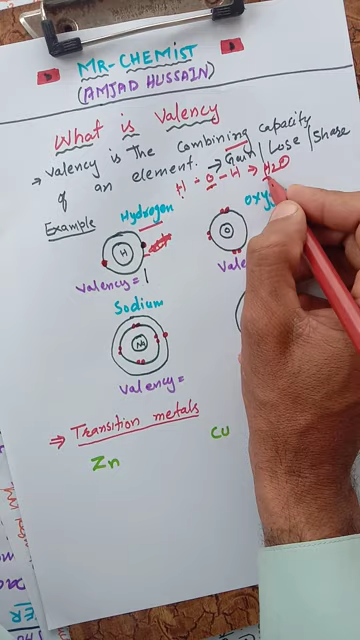 MR-CHEMIST
(AMJAD HUSSAIN)
What is Valency
→ Valency is The Combining capacity
of an element. → Gain / Lose / Share
H - O - H → H2O
Example
Hydrogen
H
O
Valency = 1
Vale
Sodium
Na
Valency =
⇒ Transition metals
Zn
Cu